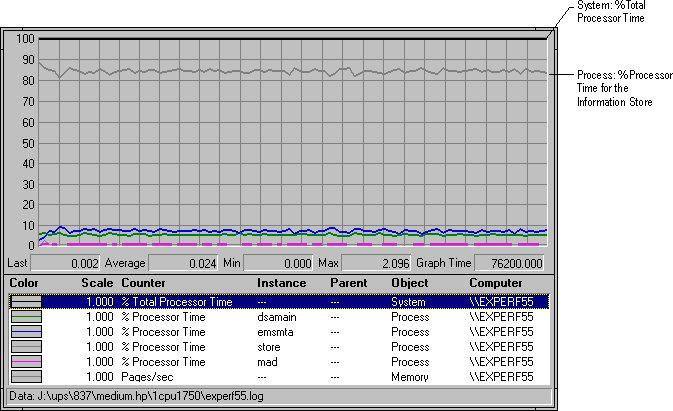 System: %Total
Processor Time
100
90
80
70
60
50
40
30
20
10
0
Process: %Processor
Time for the
Information Store
Last 0.002 Average 0.024 Min 0.000 Max 2.096 Graph Time 76200.000
Color Scale Counter Instance Parent Object Computer
1.000 % Total Processor Time --- --- System \\EXPERF55
1.000 % Processor Time dsamain --- Process \\EXPERF55
1.000 % Processor Time emsmta --- Process \\EXPERF55
1.000 % Processor Time store --- Process \\EXPERF55
1.000 % Processor Time mad --- Process \\EXPERF55
1.000 Pages/sec --- --- Memory \\EXPERF55
Data: J:\ups\837\medium.hp\1cpu1750\experf55.log